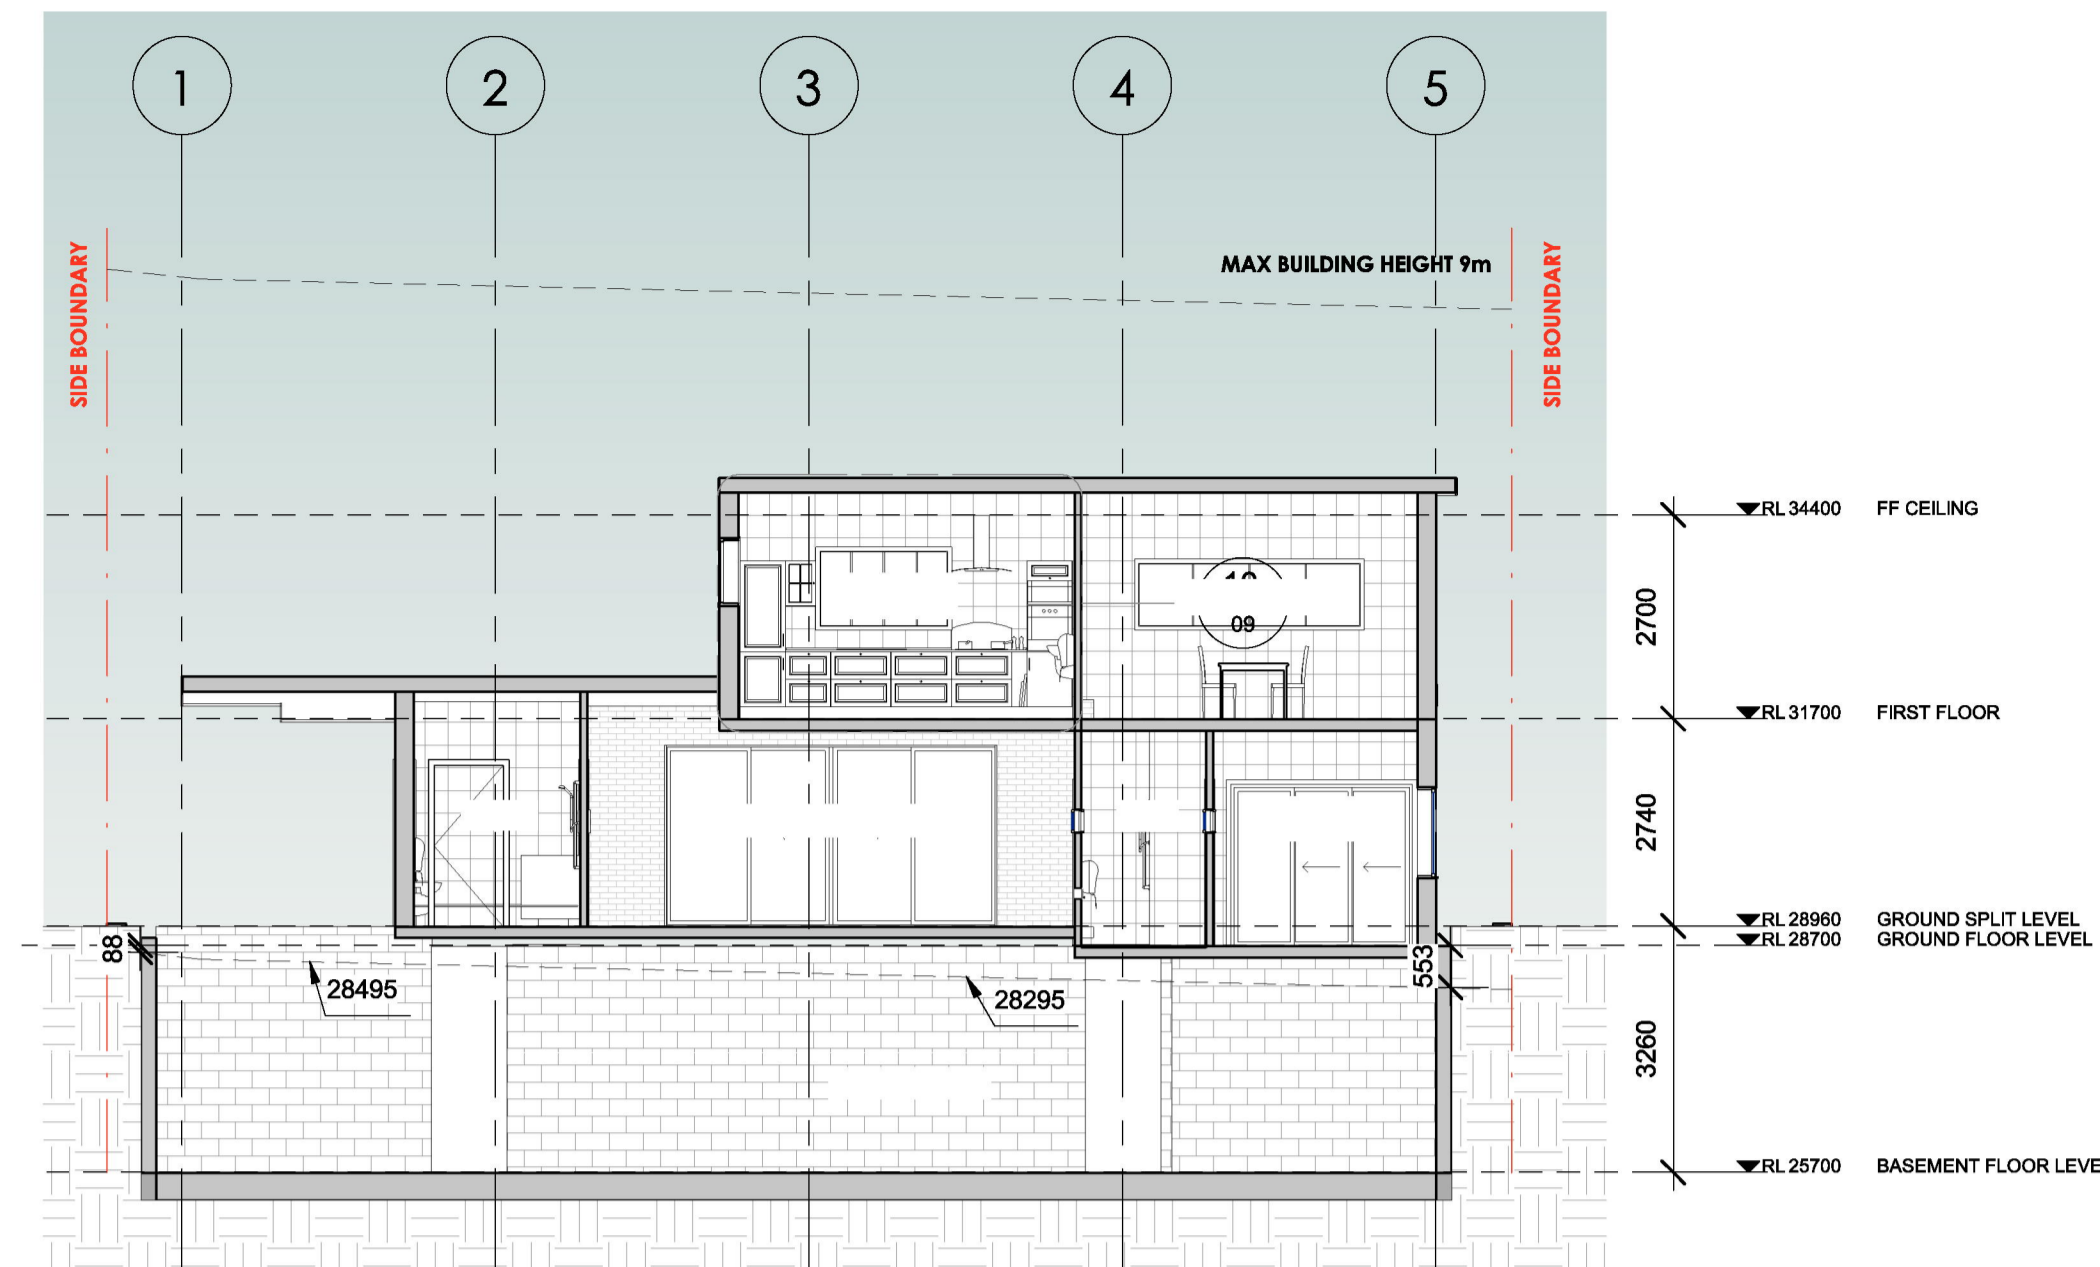 1 2 3 4 5
SIDE BOUNDARY
MAX BUILDING HEIGHT 9m
SIDE BOUNDARY
RL 34400 FF CEILING
2700
09
RL 31700 FIRST FLOOR
2740
RL 28960 GROUND SPLIT LEVEL
RL 28700 GROUND FLOOR LEVEL
88
553
28495
28295
3260
RL 25700 BASEMENT FLOOR LEVE